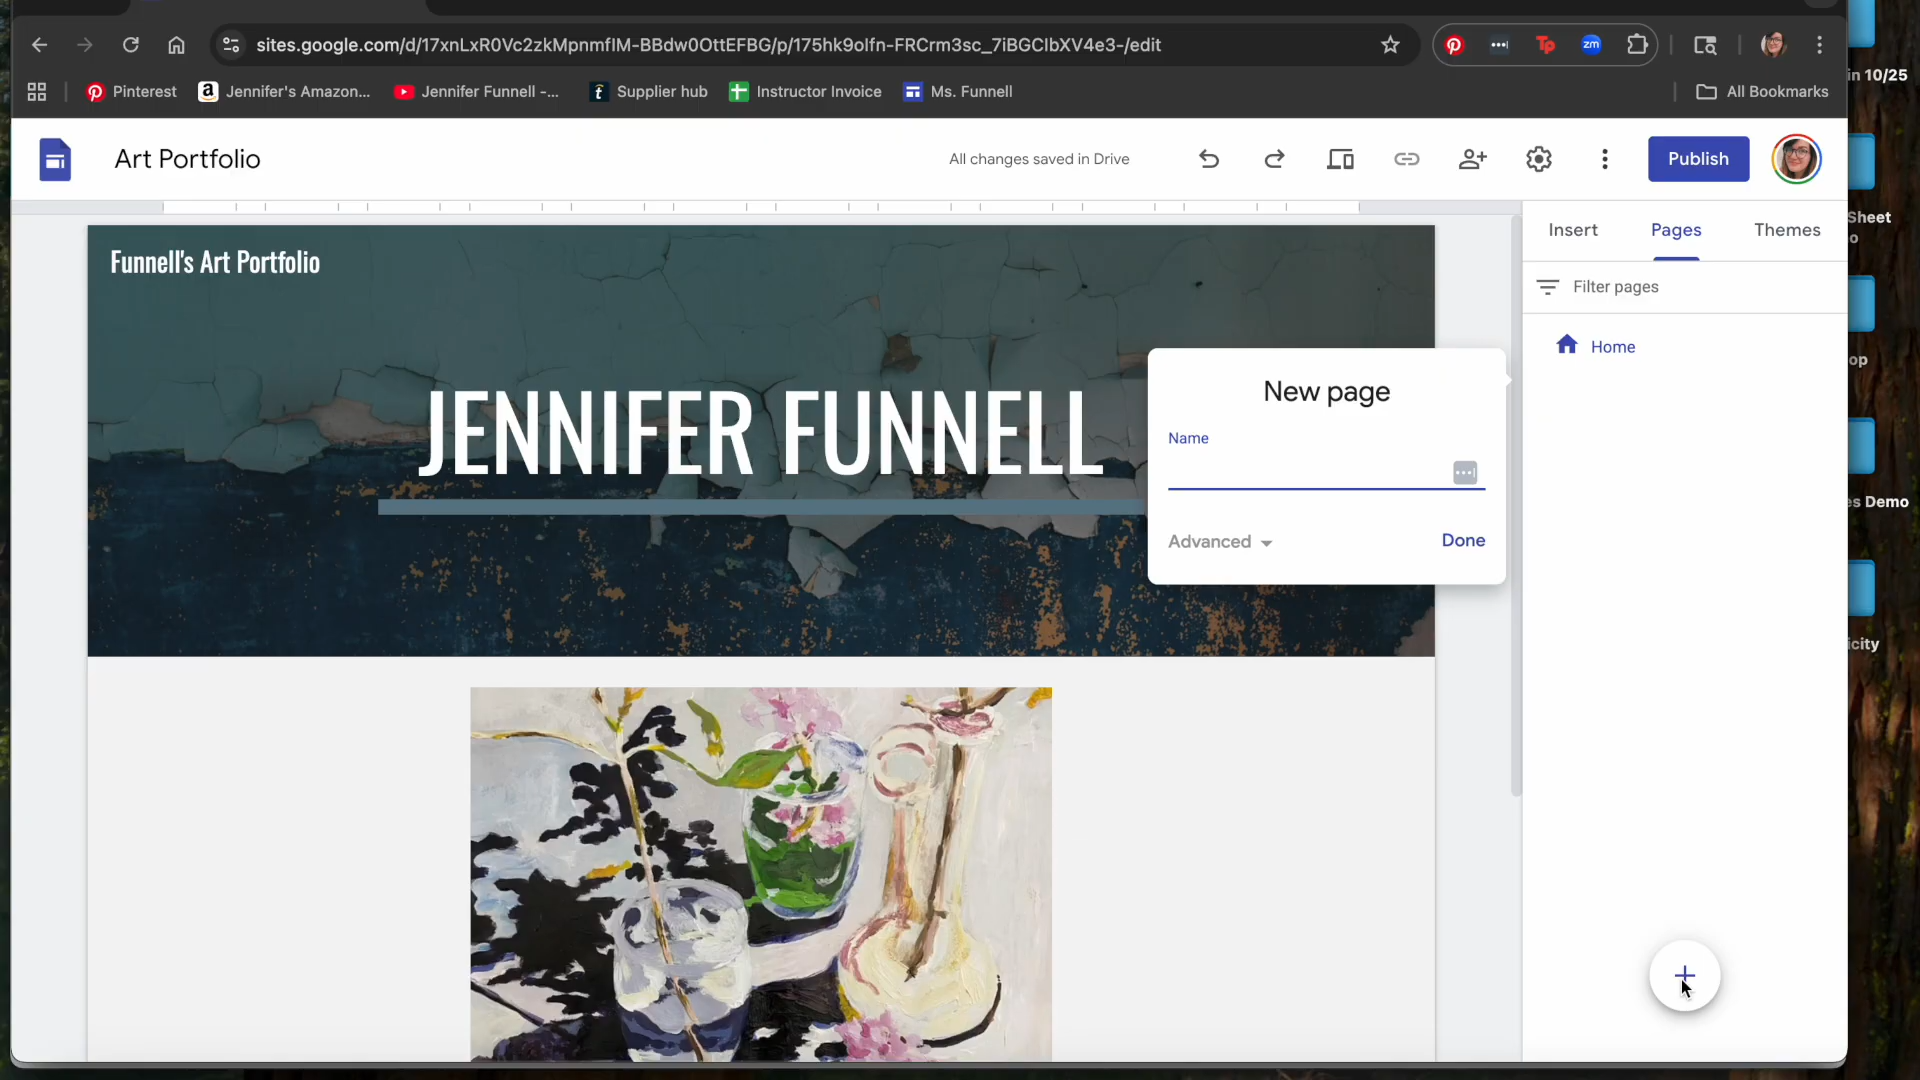 sites.google.com/d/17xnLxR0Vc2zkMpnmfIM-BBdw0OttEFBG/p/175hk9olfn-FRCrm3sc_7iBGCIbXV4e3-/edit
Pinterest
Jennifer's Amazon...
Jennifer Funnell -...
Supplier hub
Instructor Invoice
Ms. Funnell
All Bookmarks
in 10/25
Art Portfolio
All changes saved in Drive
Publish
Sheet
o
Insert
Pages
Themes
Funnell's Art Portfolio
Filter pages
Home
op
New page
JENNIFER FUNNELL
Name
es Demo
Advanced
Done
icity